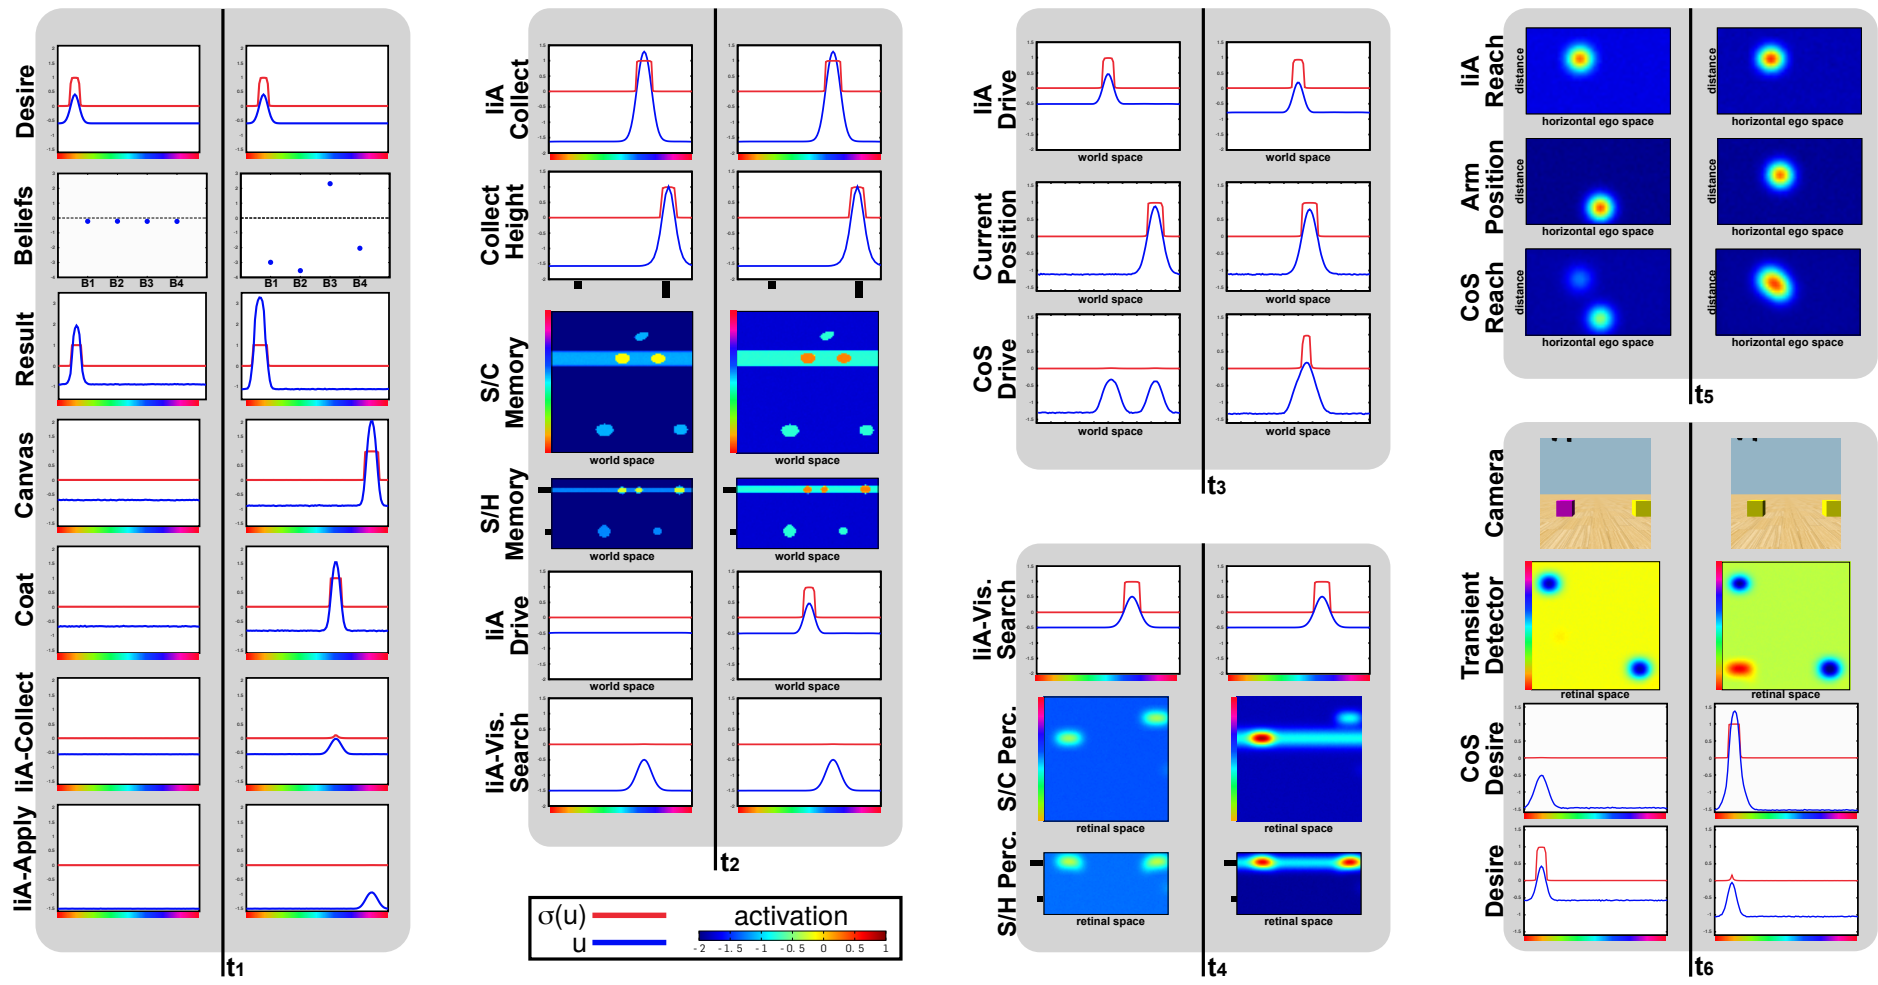 Desire
Beliefs
B1 B2 B3 B4
B1 B2 B3 B4
Result
Canvas
Coat
IiA-Collect
IiA-Apply
t1
IiA
Collect
Collect
Height
S/C
Memory
world space
world space
S/H
Memory
world space
world space
IiA
Drive
world space
world space
IiA-Vis.
Search
t2
σ(u)
u
activation
-2 -1.5 -1 -0.5 0 0.5 1
IiA
Drive
world space
world space
Current
Position
world space
world space
CoS
Drive
world space
world space
t3
IiA-Vis.
Search
S/C Perc.
retinal space
retinal space
S/H Perc.
retinal space
retinal space
t4
IiA
Reach
distance
horizontal ego space
distance
horizontal ego space
Arm
Position
distance
horizontal ego space
distance
horizontal ego space
CoS
Reach
distance
horizontal ego space
distance
horizontal ego space
t5
Camera
Transient
Detector
retinal space
retinal space
CoS
Desire
Desire
t6